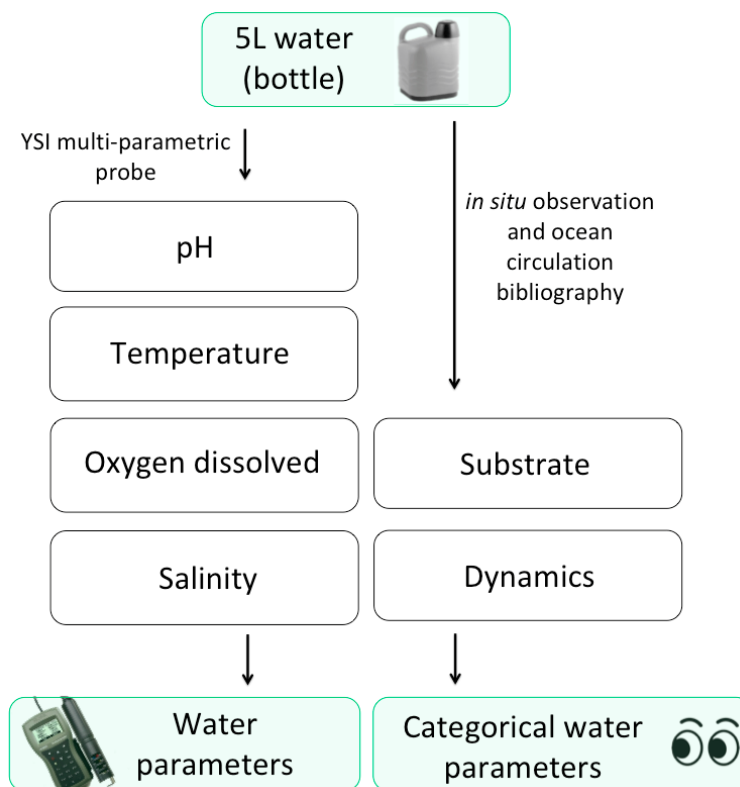 5L water
(bottle)
YSI multi-parametric
probe
in situ observation
and ocean
circulation
bibliography
pH
Temperature
Oxygen dissolved
Substrate
Salinity
Dynamics
Water
parameters
Categorical water
parameters